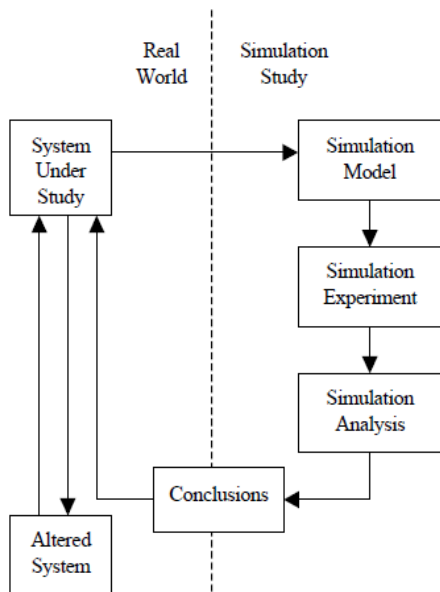 Real
World
Simulation
Study
System
Under
Study
Simulation
Model
Simulation
Experiment
Simulation
Analysis
Conclusions
Altered
System